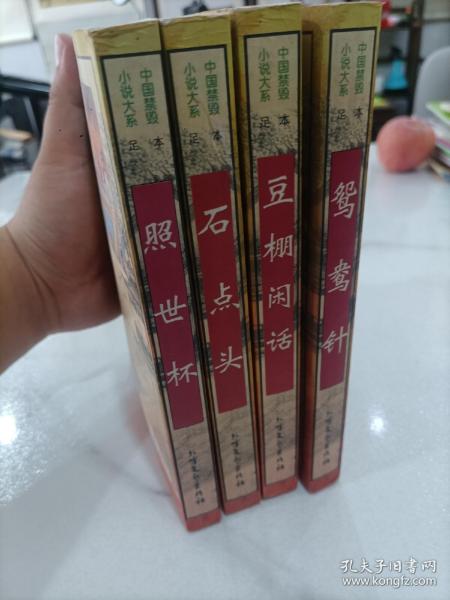 中国禁毁
小说大系
足本
照世杯
中国禁毁
小说大系
足本
石点头
中国禁毁
小说大系
足本
豆棚闲话
中国禁毁
小说大系
足本
鸳鸯针
孔夫子旧书网
www.kongfz.com